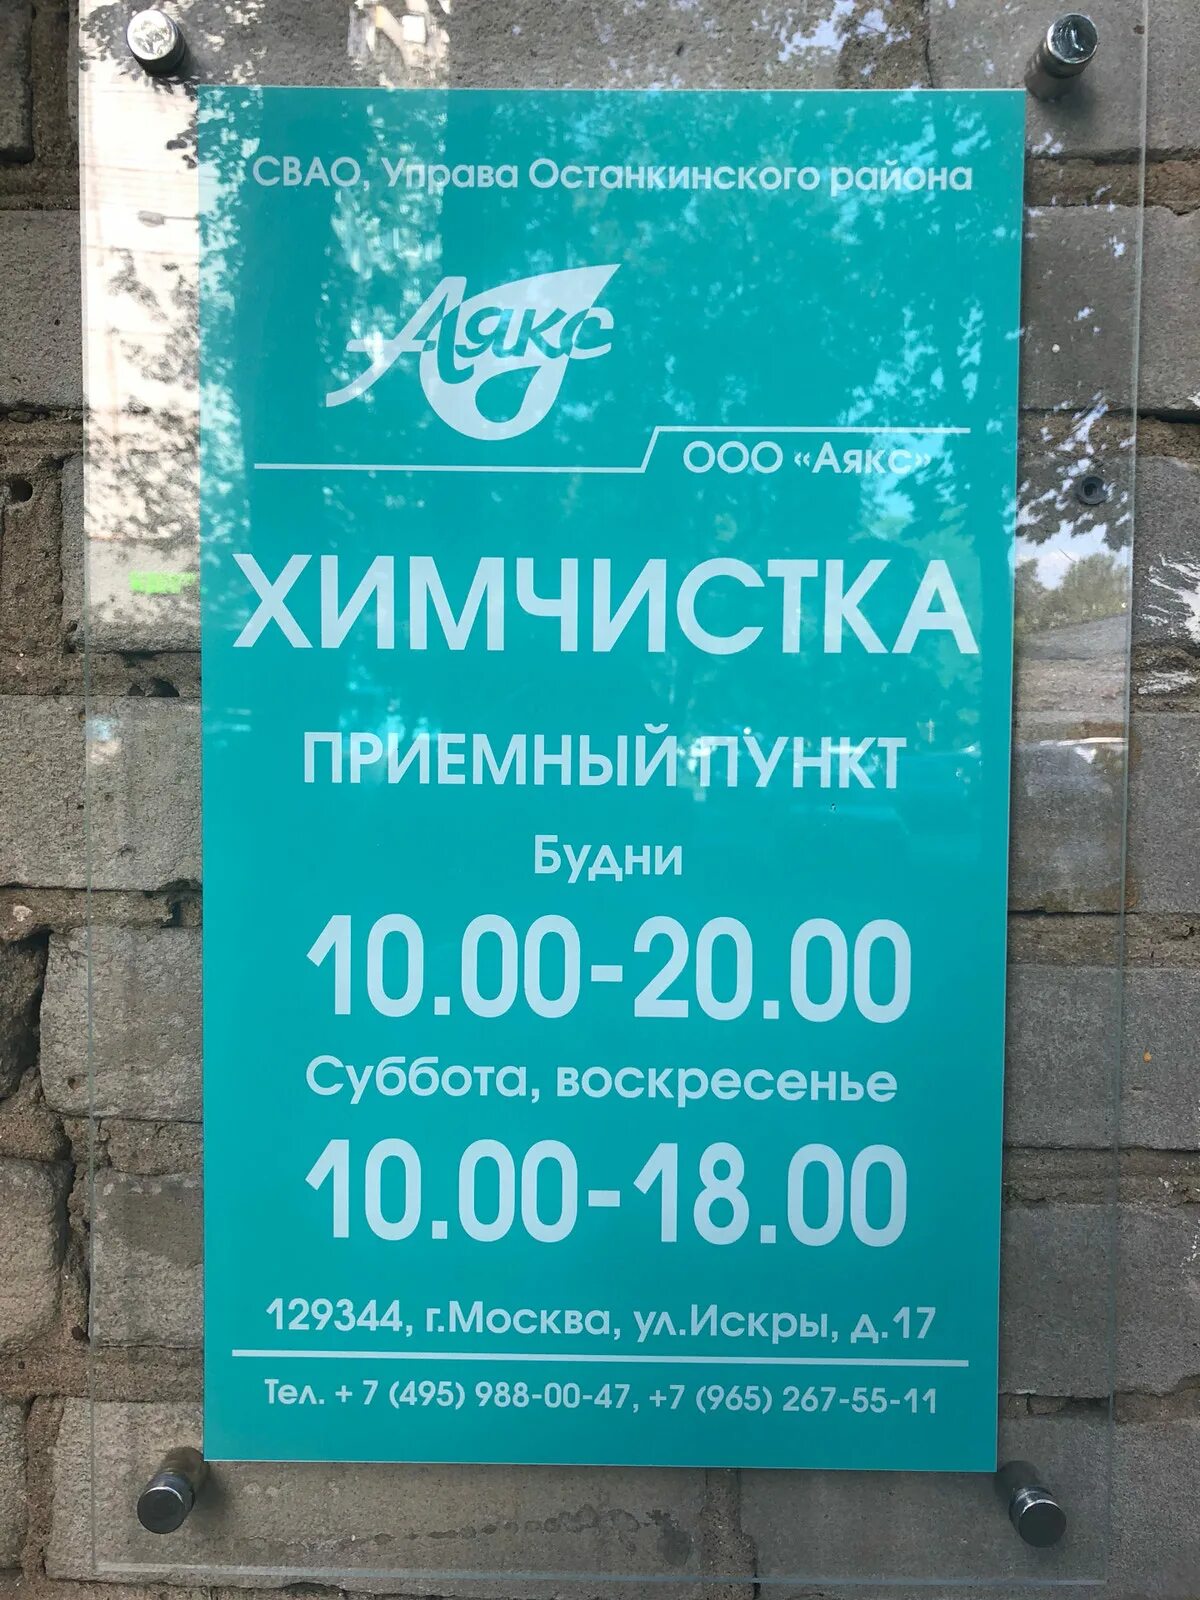 СВАО, Управа Останкинского района
Аякс
ООО «Аякс»
ХИМЧИСТКА
ПРИЕМНЫЙ ПУНКТ
Будни
10.00-20.00
Суббота, воскресенье
10.00-18.00
129344, г.Москва, ул.Искры, д.17
Тел. + 7 (495) 988-00-47, +7 (965) 267-55-11